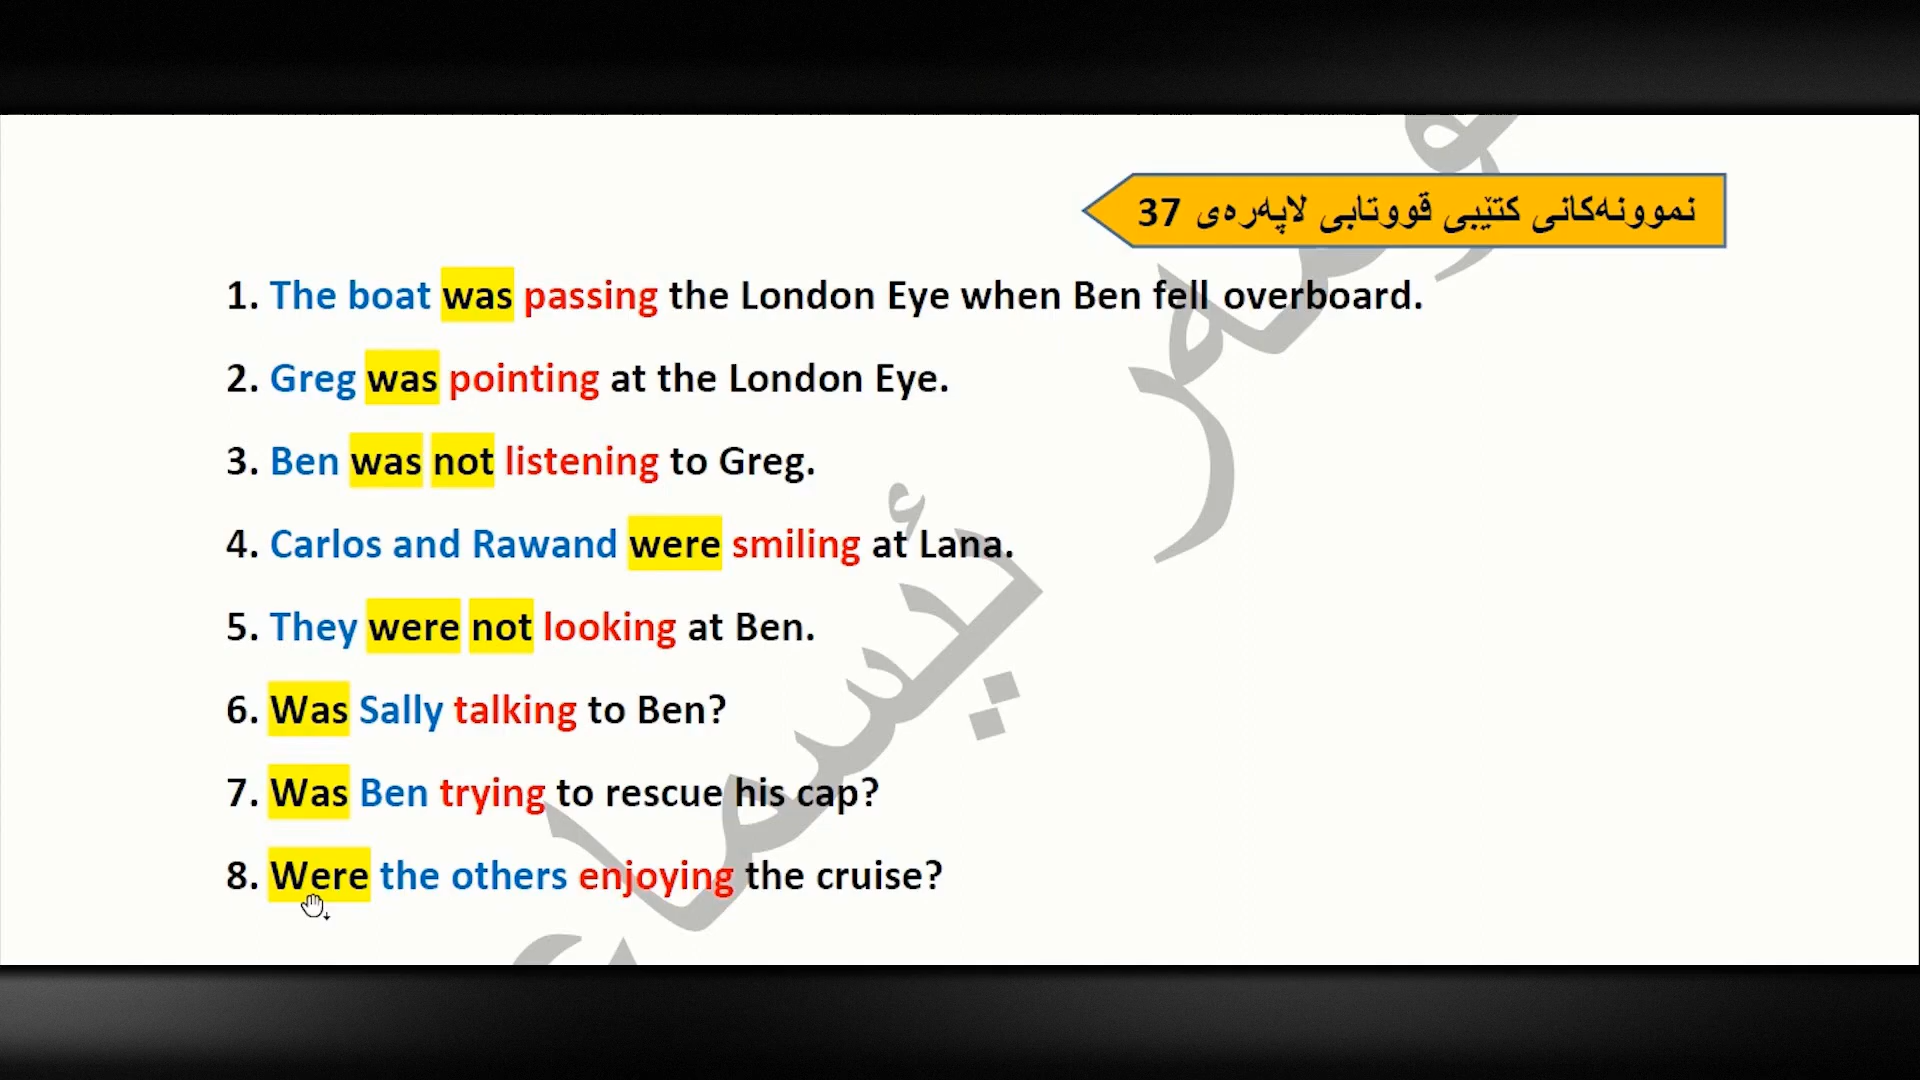 نموونەکانی کتێبی قووتابی لاپەرەی 37
1. The boat was passing the London Eye when Ben fell overboard.
2. Greg was pointing at the London Eye.
3. Ben was not listening to Greg.
4. Carlos and Rawand were smiling at Lana.
5. They were not looking at Ben.
6. Was Sally talking to Ben?
7. Was Ben trying to rescue his cap?
8. Were the others enjoying the cruise?